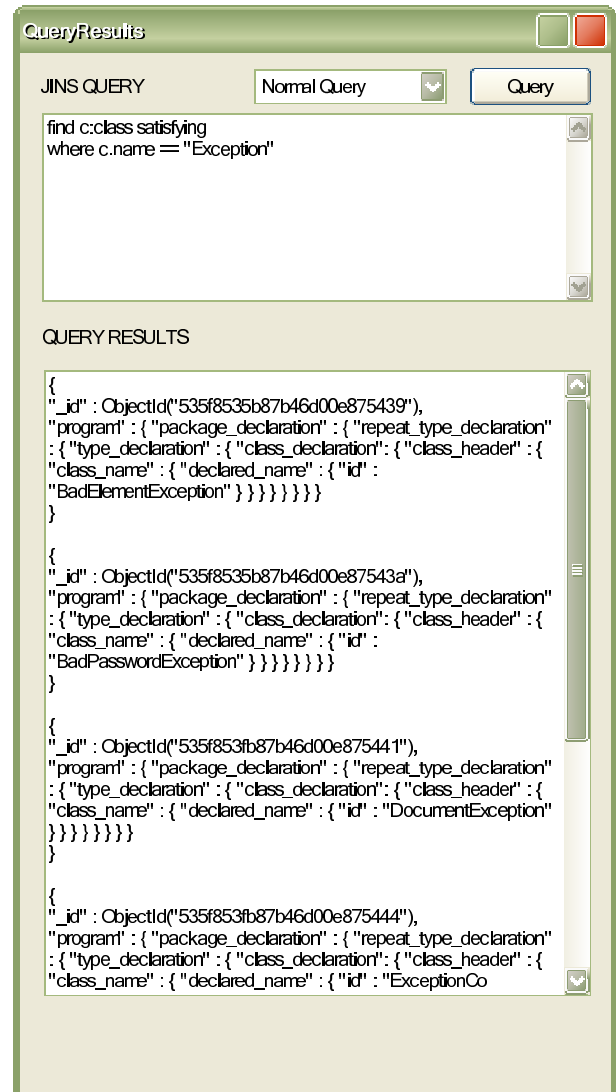 QueryResults
JINS QUERY
Normal Query
Query
find c:class satisfying
where c.name == "Exception"
QUERY RESULTS
{
"_id" : ObjectId("535f8535b87b46d00e875439"),
"program" : { "package_declaration" : { "repeat_type_declaration"
: { "type_declaration" : { "class_declaration": { "class_header" : {
"class_name" : { "declared_name" : { "id" :
"BadElementException" } } } } } } } }
}
{
"_id" : ObjectId("535f8535b87b46d00e87543a"),
"program" : { "package_declaration" : { "repeat_type_declaration"
: { "type_declaration" : { "class_declaration": { "class_header" : {
"class_name" : { "declared_name" : { "id" :
"BadPasswordException" } } } } } } } }
}
{
"_id" : ObjectId("535f853fb87b46d00e875441"),
"program" : { "package_declaration" : { "repeat_type_declaration"
: { "type_declaration" : { "class_declaration": { "class_header" : {
"class_name" : { "declared_name" : { "id" : "DocumentException"
} } } } } } } }
}
{
"_id" : ObjectId("535f853fb87b46d00e875444"),
"program" : { "package_declaration" : { "repeat_type_declaration"
: { "type_declaration" : { "class_declaration": { "class_header" : {
"class_name" : { "declared_name" : { "id" : "ExceptionCo